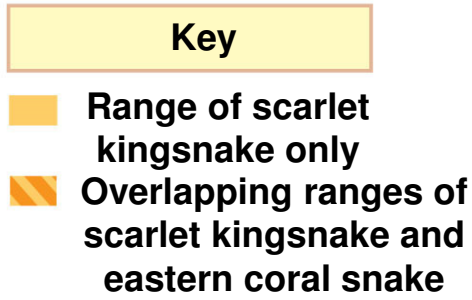 Key
Range of scarlet
kingsnake only
Overlapping ranges of
scarlet kingsnake and
eastern coral snake